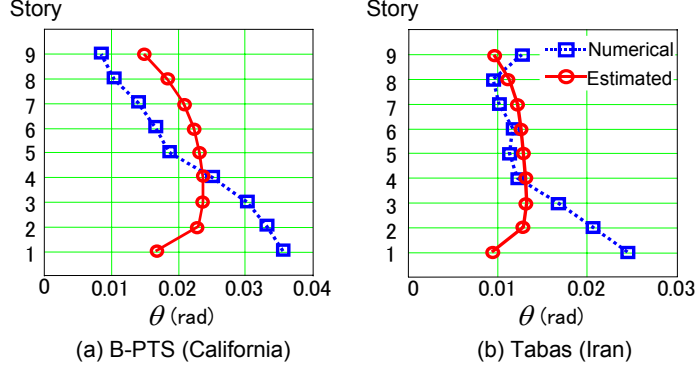 Story
9
8
7
6
5
4
3
2
1
0 0.01 0.02 0.03 0.04
θ (rad)
(a) B-PTS (California)
Story
9
8
7
6
5
4
3
2
1
0 0.01 0.02 0.03
θ (rad)
(b) Tabas (Iran)
Numerical
Estimated